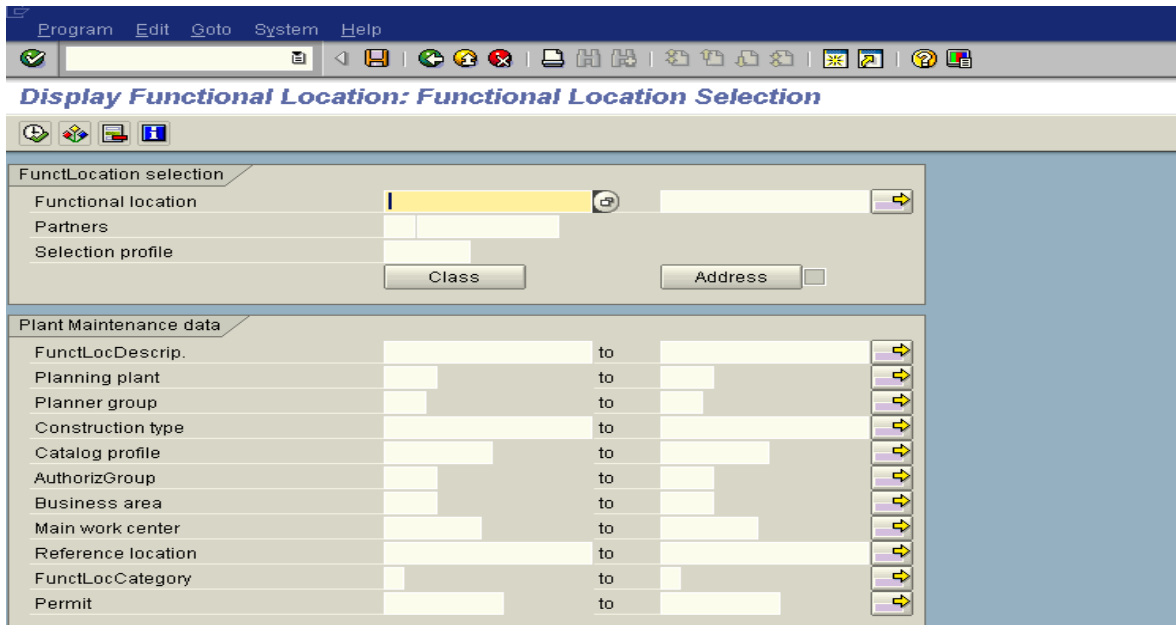 Program Edit Goto System Help
Display Functional Location: Functional Location Selection
FunctLocation selection
Functional location
Partners
Selection profile
Class Address
Plant Maintenance data
FunctLocDescrip. to
Planning plant to
Planner group to
Construction type to
Catalog profile to
AuthorizGroup to
Business area to
Main work center to
Reference location to
FunctLocCategory to
Permit to